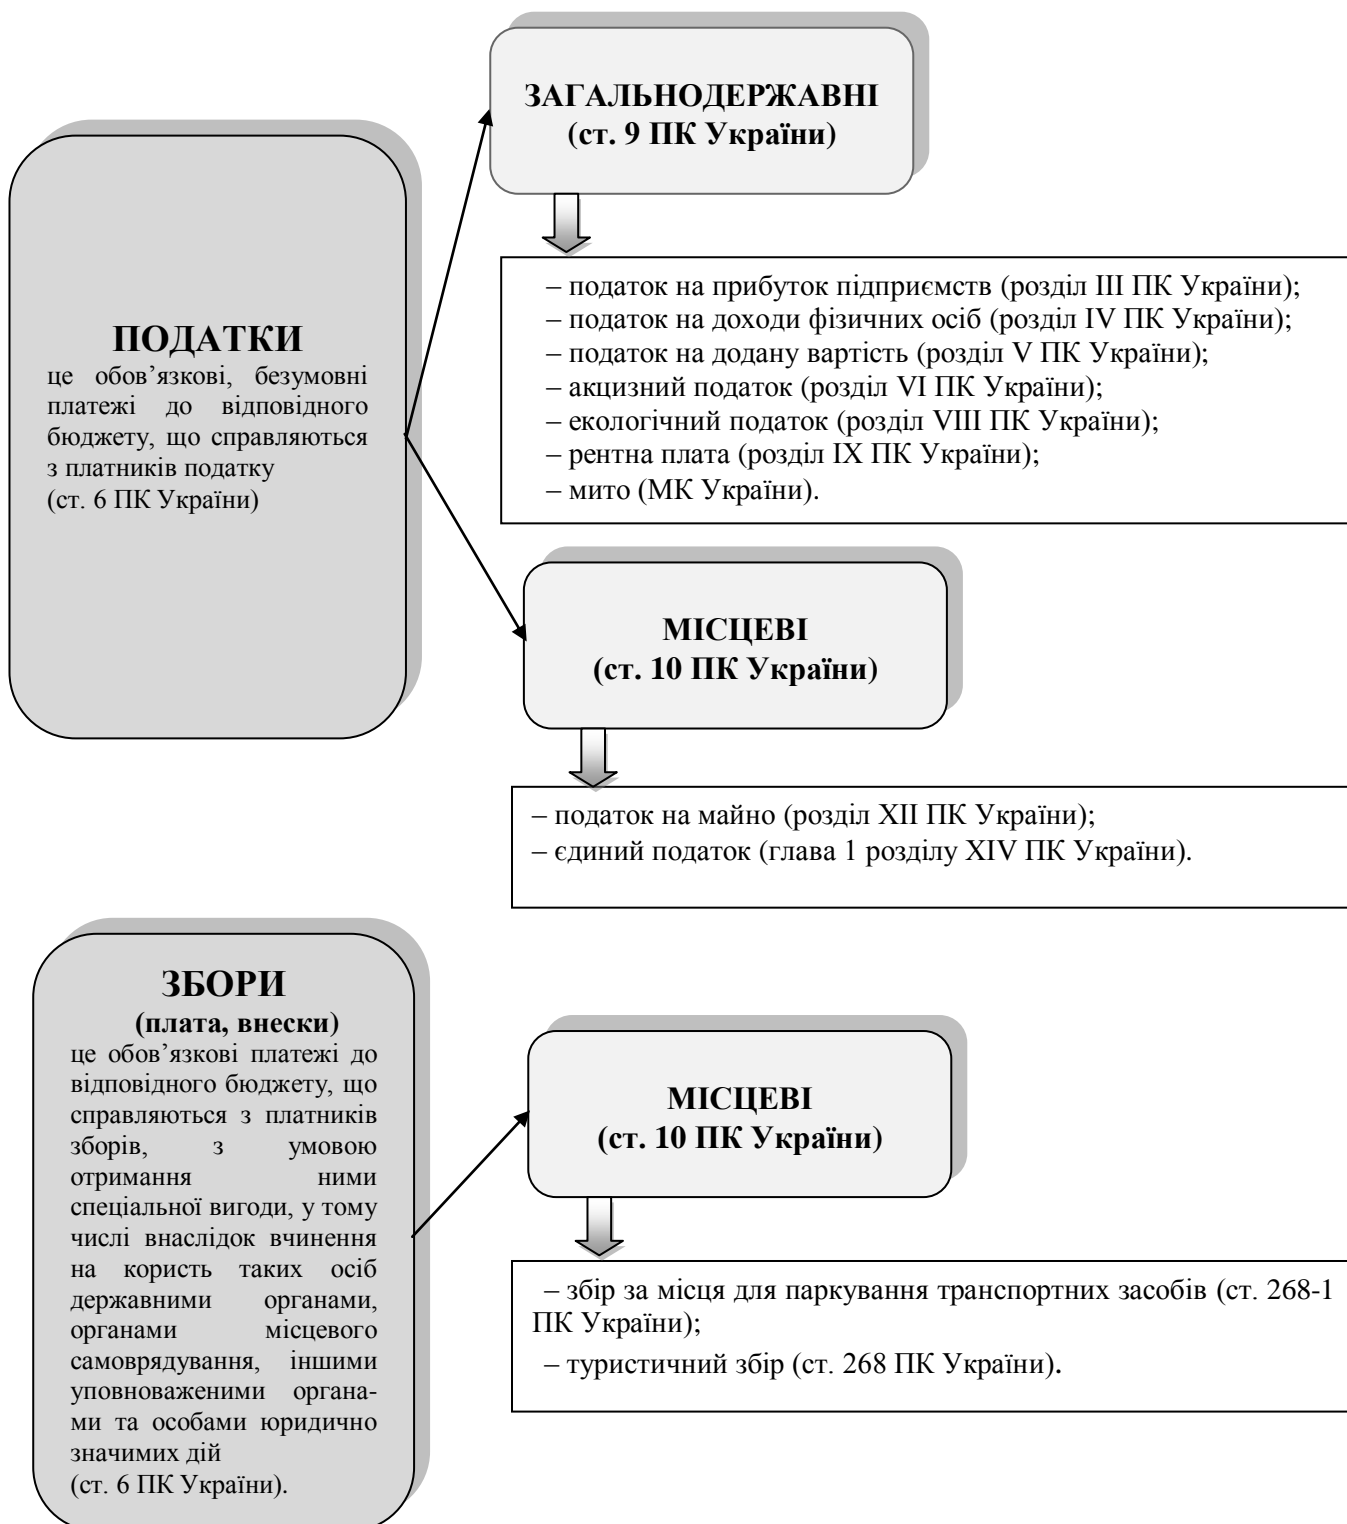 ЗАГАЛЬНОДЕРЖАВНІ
(ст. 9 ПК України)
ПОДАТКИ
це обов’язкові, безумовні
платежі до відповідного
бюджету, що справляються
з платників податку
(ст. 6 ПК України)
– податок на прибуток підприємств (розділ III ПК України);
– податок на доходи фізичних осіб (розділ IV ПК України);
– податок на додану вартість (розділ V ПК України);
– акцизний податок (розділ VI ПК України);
– екологічний податок (розділ VIII ПК України);
– рентна плата (розділ IX ПК України);
– мито (МК України).
МІСЦЕВІ
(ст. 10 ПК України)
– податок на майно (розділ XII ПК України);
– єдиний податок (глава 1 розділу XIV ПК України).
ЗБОРИ
(плата, внески)
це обов’язкові платежі до
відповідного бюджету, що
справляються з платників
зборів, з умовою
отримання ними
спеціальної вигоди, у тому
числі внаслідок вчинення
на користь таких осіб
державними органами,
органами місцевого
самоврядування, іншими
уповноваженими органа-
ми та особами юридично
значимих дій
(ст. 6 ПК України).
МІСЦЕВІ
(ст. 10 ПК України)
– збір за місця для паркування транспортних засобів (ст. 268-1
ПК України);
– туристичний збір (ст. 268 ПК України).